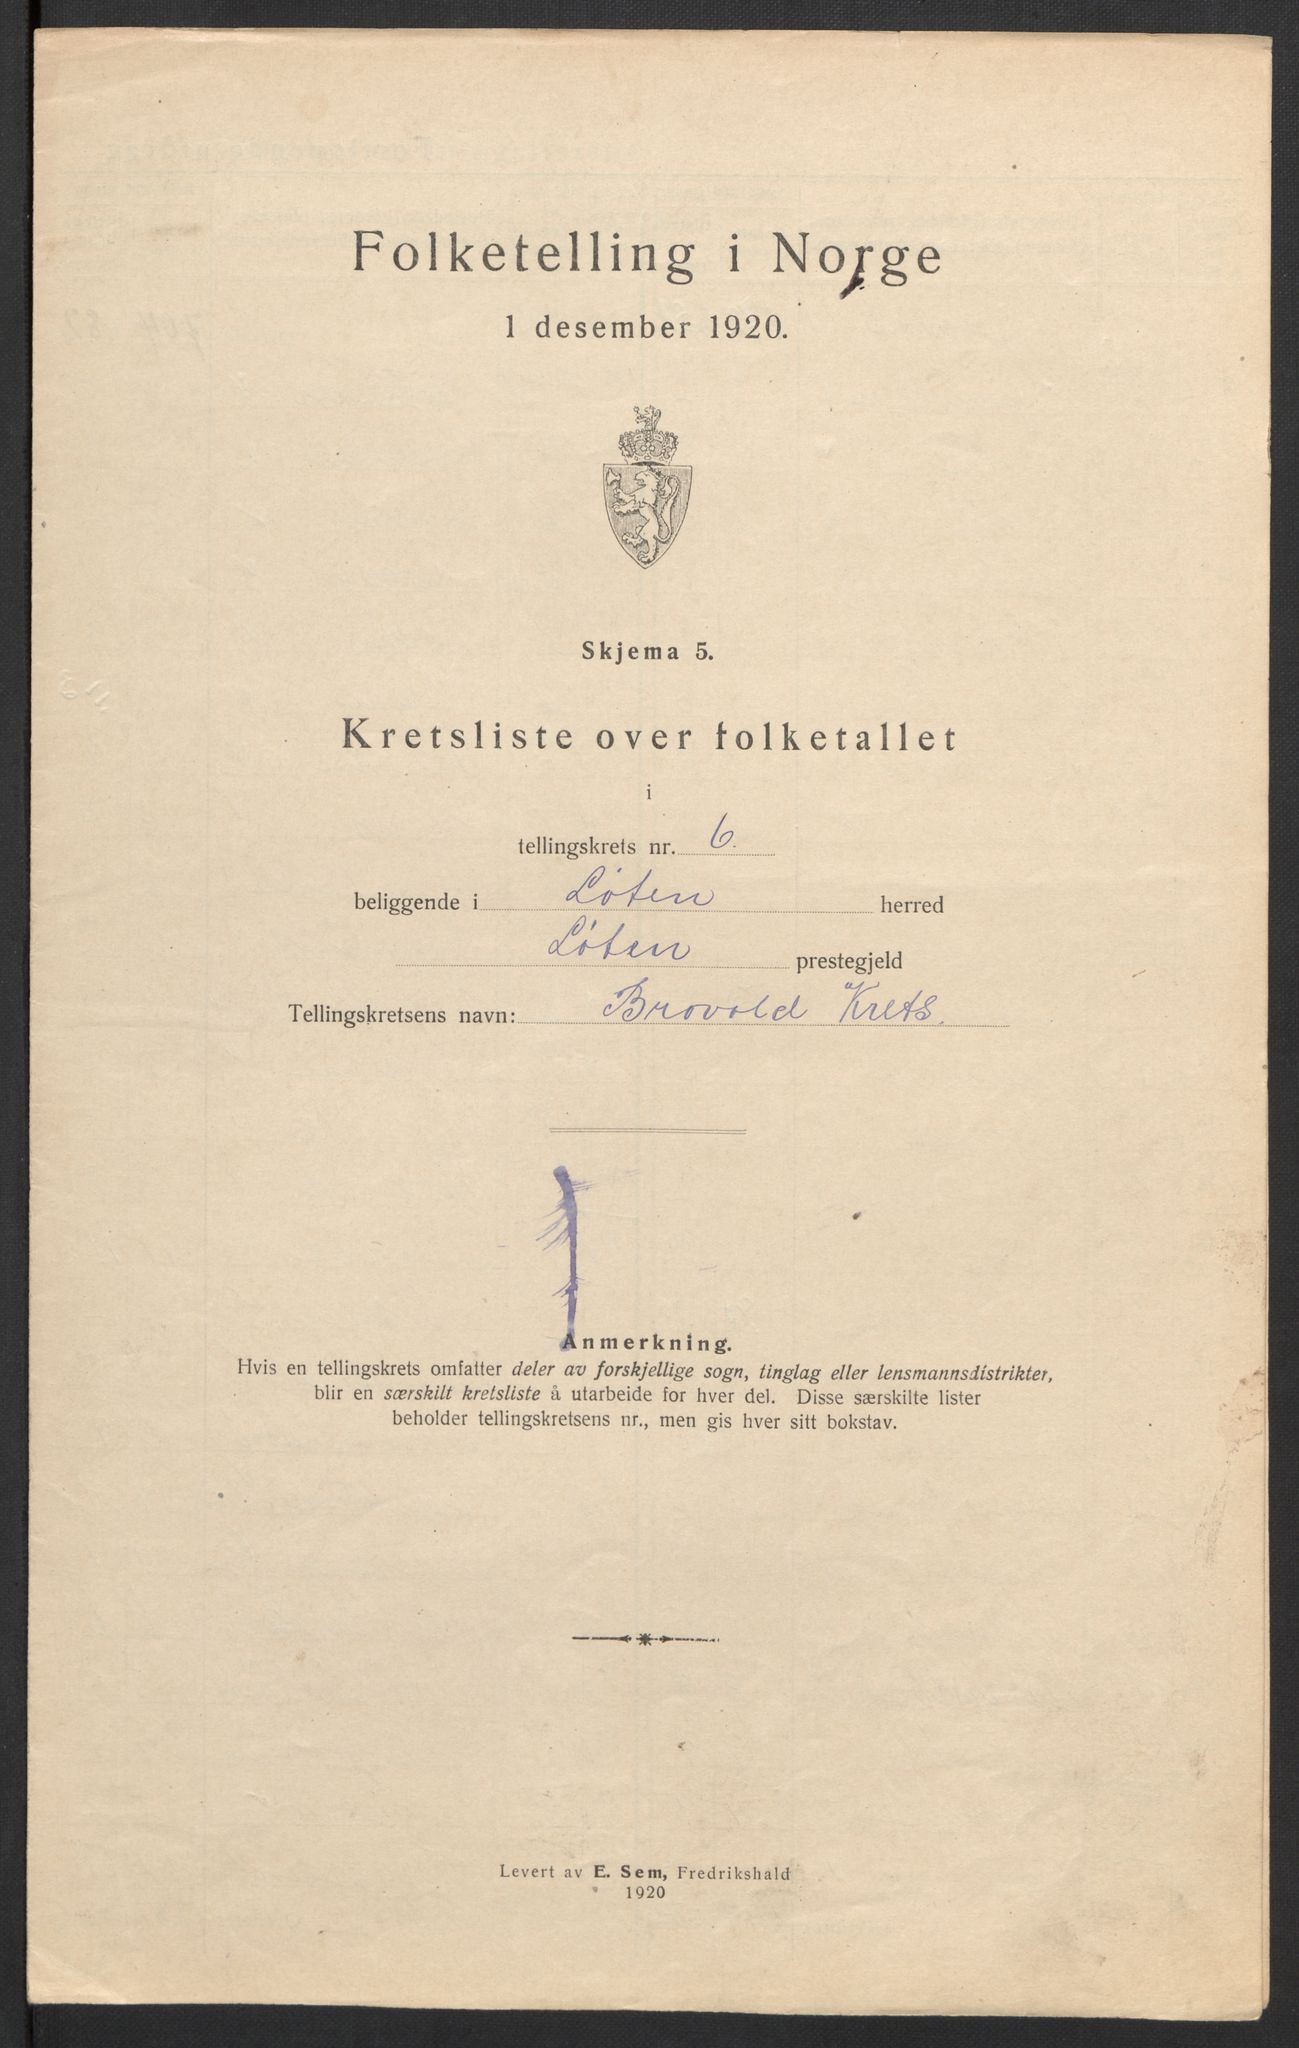 Folketelling i Norge
1 desember 1920.
Skjema 5.
Kretsliste over folketallet
i
tellingskrets nr. 6.
beliggende i Löten herred
Löten prestegjeld
Tellingskretsens navn: Brovold Krets.
Anmerkning.
Hvis en tellingskrets omfatter deler av forskjellige sogn, tinglag eller lensmannsdistrikter,
blir en særskilt kretsliste å utarbeide for hver del. Disse særskilte lister
beholder tellingskretsens nr., men gis hver sitt bokstav.
Levert av E. Sem, Fredrikshald
1920